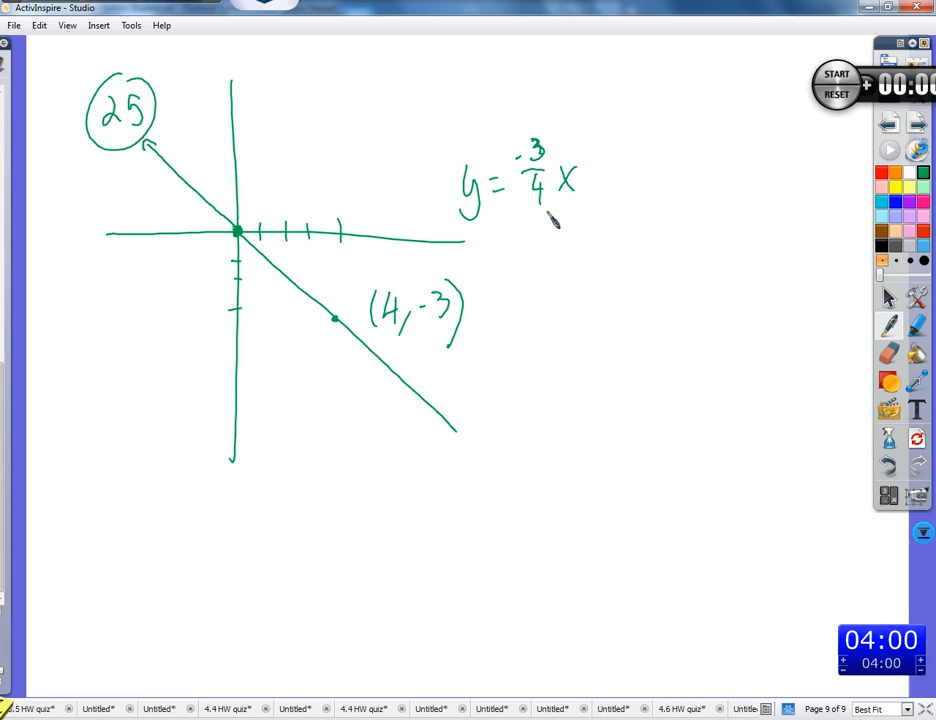 ActivInspire - Studio
File Edit View Insert Tools Help
START
RESET
+ 00:00
25
y = -3/4 x
(4, -3)
04:00
04:00
HW quiz* Untitled* Untitled* 4.4 HW quiz* Untitled* 4.4 HW quiz* Untitled* Untitled* Untitled* Untitled* 4.6 HW quiz* Page 9 of 9 Best Fit